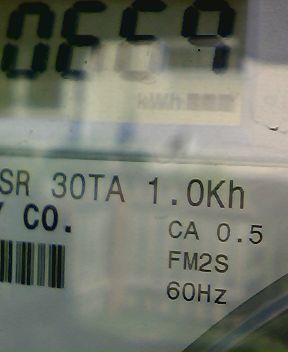 kWh
SR 30TA 1.0Kh
Y CO.
CA 0.5
FM2S
60Hz